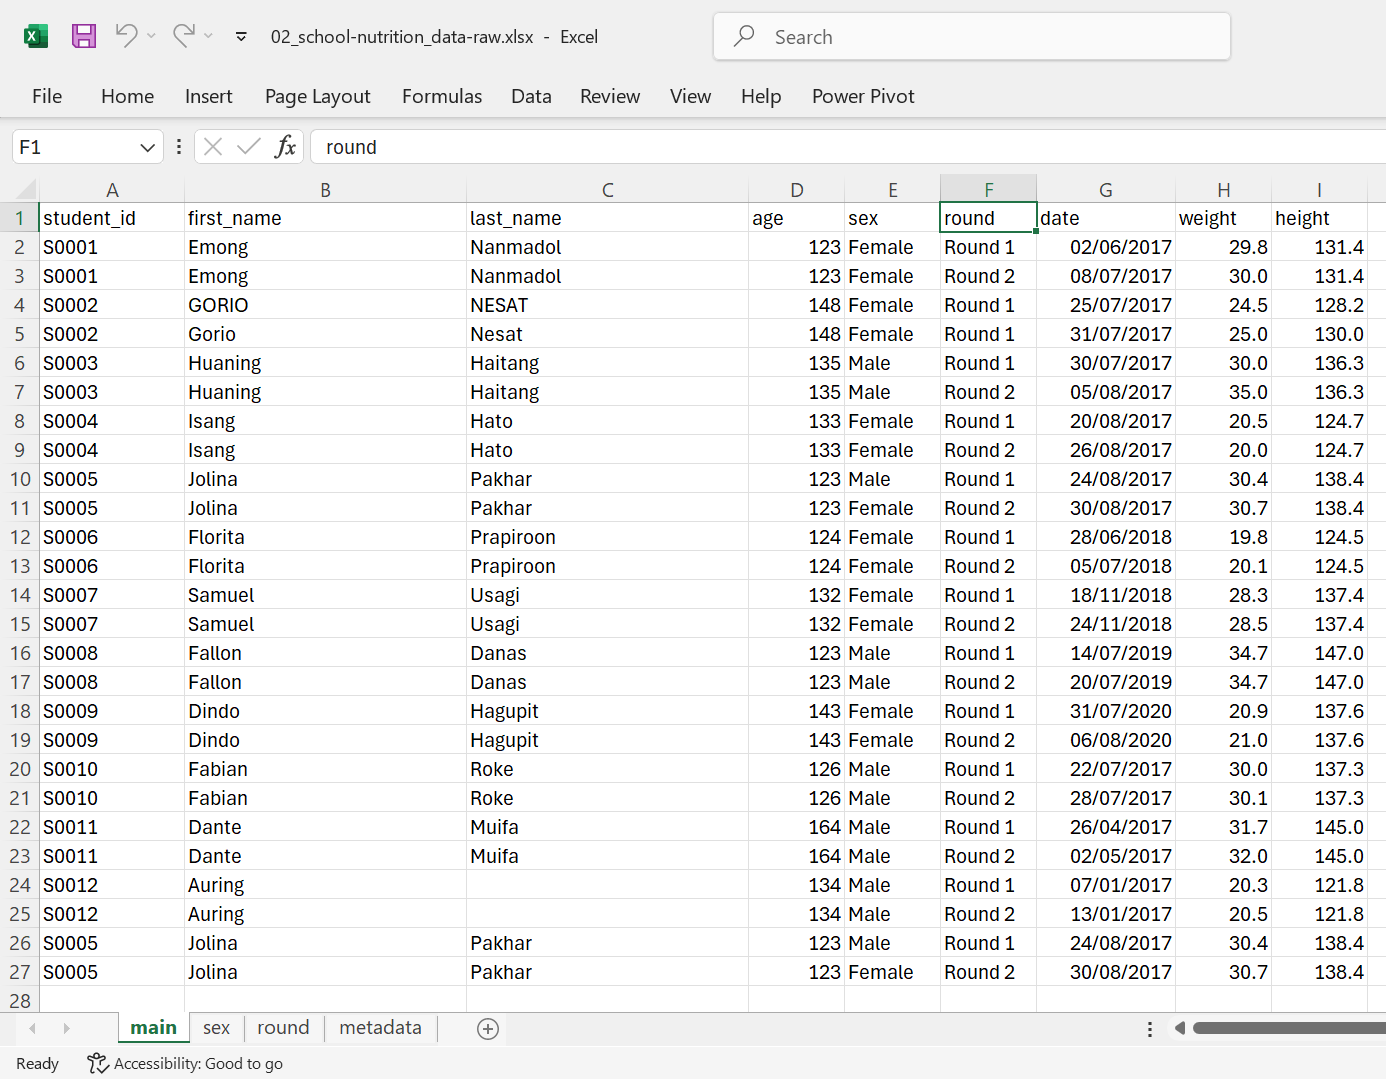 02_school-nutrition_data-raw.xlsx - Excel
Search
File Home Insert Page Layout Formulas Data Review View Help Power Pivot
F1 fx round
A B C D E F G H I
1 student_id first_name last_name age sex round date weight height
2 S0001 Emong Nanmadol 123 Female Round 1 02/06/2017 29.8 131.4
3 S0001 Emong Nanmadol 123 Female Round 2 08/07/2017 30.0 131.4
4 S0002 GORIO NESAT 148 Female Round 1 25/07/2017 24.5 128.2
5 S0002 Gorio Nesat 148 Female Round 1 31/07/2017 25.0 130.0
6 S0003 Huaning Haitang 135 Male Round 1 30/07/2017 30.0 136.3
7 S0003 Huaning Haitang 135 Male Round 2 05/08/2017 35.0 136.3
8 S0004 Isang Hato 133 Female Round 1 20/08/2017 20.5 124.7
9 S0004 Isang Hato 133 Female Round 2 26/08/2017 20.0 124.7
10 S0005 Jolina Pakhar 123 Male Round 1 24/08/2017 30.4 138.4
11 S0005 Jolina Pakhar 123 Female Round 2 30/08/2017 30.7 138.4
12 S0006 Florita Prapiroon 124 Female Round 1 28/06/2018 19.8 124.5
13 S0006 Florita Prapiroon 124 Female Round 2 05/07/2018 20.1 124.5
14 S0007 Samuel Usagi 132 Female Round 1 18/11/2018 28.3 137.4
15 S0007 Samuel Usagi 132 Female Round 2 24/11/2018 28.5 137.4
16 S0008 Fallon Danas 123 Male Round 1 14/07/2019 34.7 147.0
17 S0008 Fallon Danas 123 Male Round 2 20/07/2019 34.7 147.0
18 S0009 Dindo Hagupit 143 Female Round 1 31/07/2020 20.9 137.6
19 S0009 Dindo Hagupit 143 Female Round 2 06/08/2020 21.0 137.6
20 S0010 Fabian Roke 126 Male Round 1 22/07/2017 30.0 137.3
21 S0010 Fabian Roke 126 Male Round 2 28/07/2017 30.1 137.3
22 S0011 Dante Muifa 164 Male Round 1 26/04/2017 31.7 145.0
23 S0011 Dante Muifa 164 Male Round 2 02/05/2017 32.0 145.0
24 S0012 Auring 134 Male Round 1 07/01/2017 20.3 121.8
25 S0012 Auring 134 Male Round 2 13/01/2017 20.5 121.8
26 S0005 Jolina Pakhar 123 Male Round 1 24/08/2017 30.4 138.4
27 S0005 Jolina Pakhar 123 Female Round 2 30/08/2017 30.7 138.4
28
main sex round metadata
Ready Accessibility: Good to go